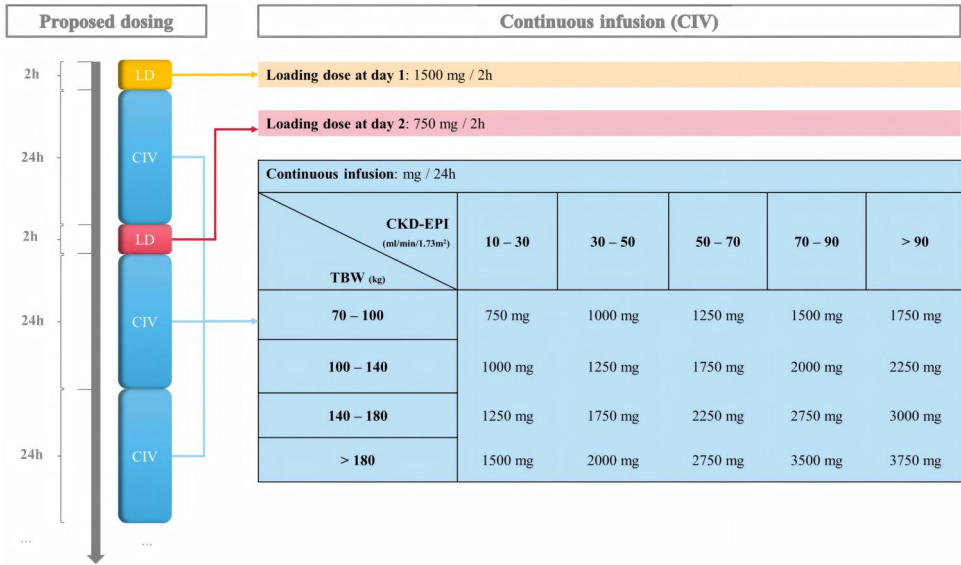 Proposed dosing
Continuous infusion (CIV)
2h
LD
Loading dose at day 1: 1500 mg / 2h
Loading dose at day 2: 750 mg / 2h
24h
CIV
Continuous infusion: mg / 24h
2h
LD
CKD-EPI
(ml/min/1.73m²)
TBW (kg)
10 – 30
30 – 50
50 – 70
70 – 90
> 90
24h
CIV
70 – 100
750 mg
1000 mg
1250 mg
1500 mg
1750 mg
100 – 140
1000 mg
1250 mg
1750 mg
2000 mg
2250 mg
140 – 180
1250 mg
1750 mg
2250 mg
2750 mg
3000 mg
24h
CIV
> 180
1500 mg
2000 mg
2750 mg
3500 mg
3750 mg
...
...